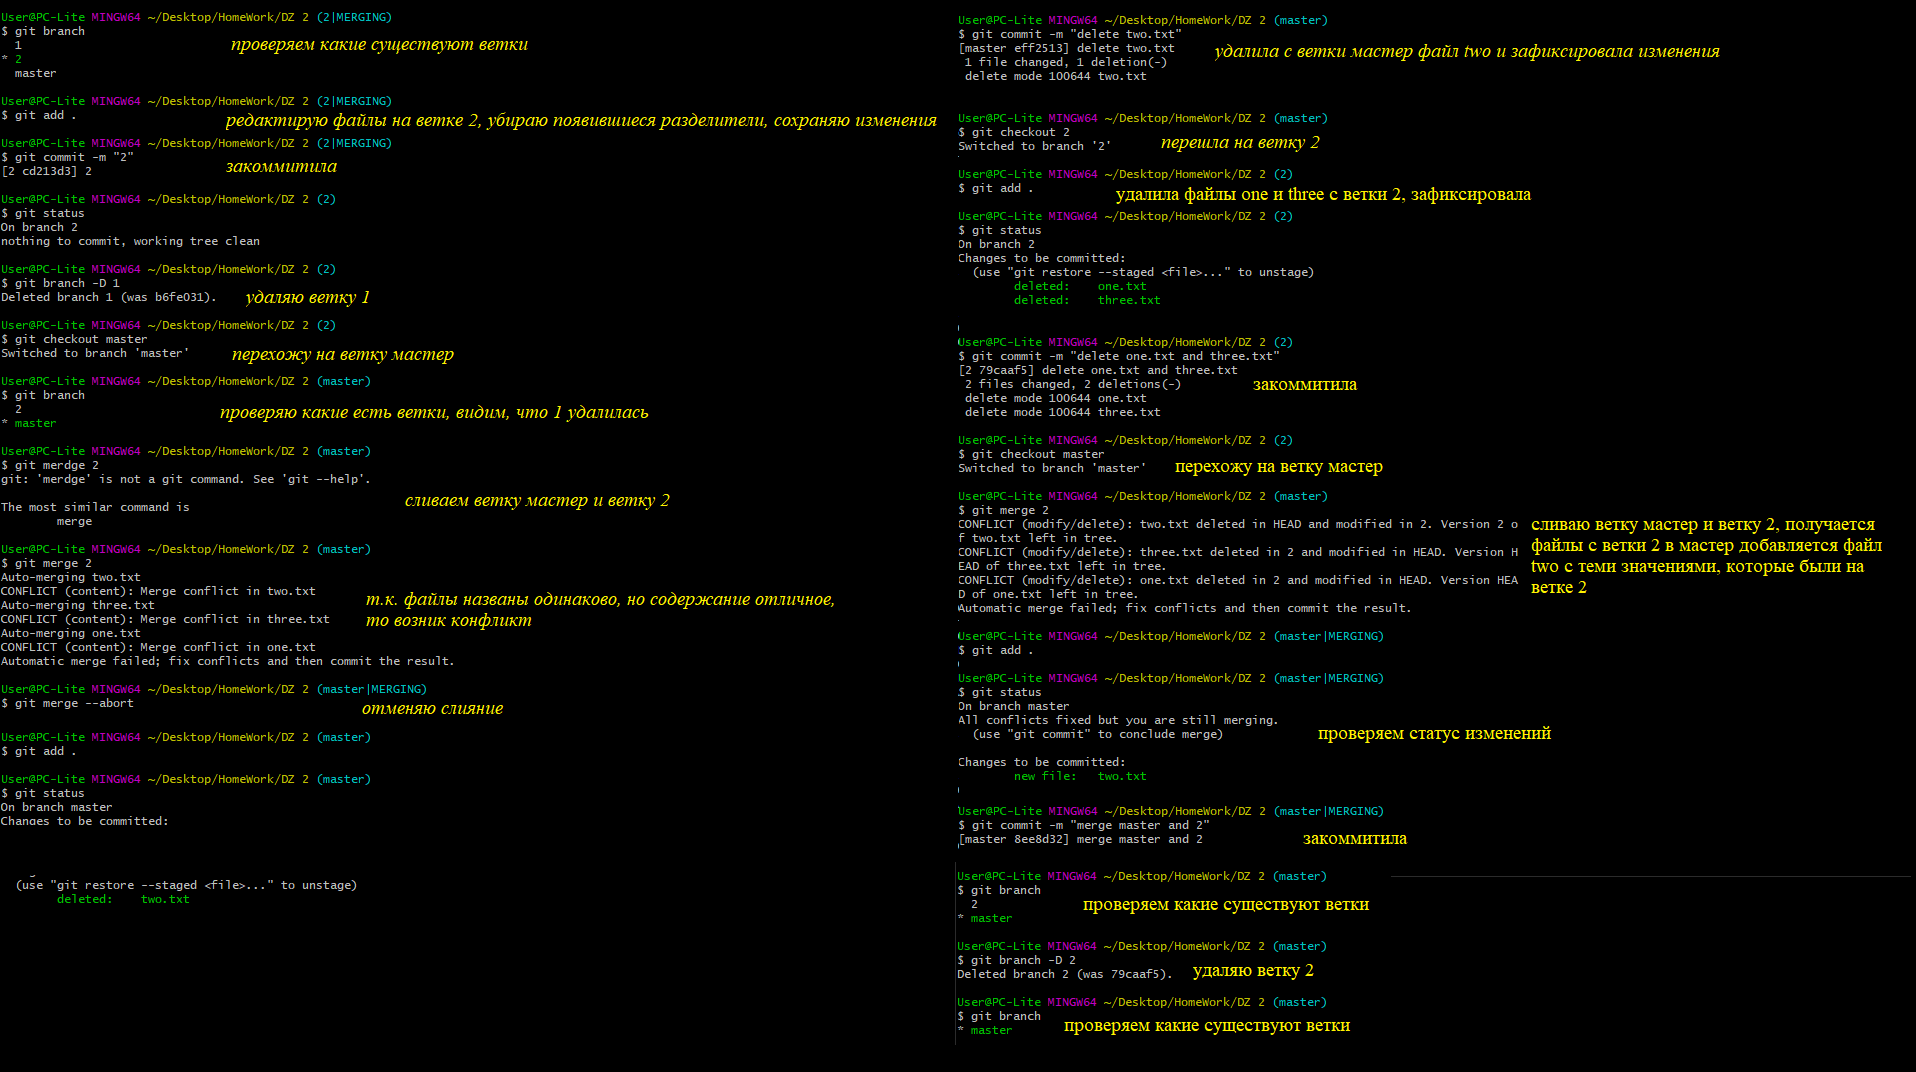 User@PC-Lite MINGW64 ~/Desktop/HomeWork/DZ 2 (2|MERGING)
$ git branch
  1
* 2
  master
проверяем какие существуют ветки
User@PC-Lite MINGW64 ~/Desktop/HomeWork/DZ 2 (2|MERGING)
$ git add .
редактирую файлы на ветке 2, убираю появившиеся разделители, сохраняю изменения
User@PC-Lite MINGW64 ~/Desktop/HomeWork/DZ 2 (2|MERGING)
$ git commit -m "2"
[2 cd213d3] 2
закоммитила
User@PC-Lite MINGW64 ~/Desktop/HomeWork/DZ 2 (2)
$ git status
On branch 2
nothing to commit, working tree clean
User@PC-Lite MINGW64 ~/Desktop/HomeWork/DZ 2 (2)
$ git branch -D 1
Deleted branch 1 (was b6fe031).
удаляю ветку 1
User@PC-Lite MINGW64 ~/Desktop/HomeWork/DZ 2 (2)
$ git checkout master
Switched to branch 'master'
перехожу на ветку мастер
User@PC-Lite MINGW64 ~/Desktop/HomeWork/DZ 2 (master)
$ git branch
  2
* master
проверяю какие есть ветки, видим, что 1 удалилась
User@PC-Lite MINGW64 ~/Desktop/HomeWork/DZ 2 (master)
$ git merdge 2
git: 'merdge' is not a git command. See 'git --help'.
The most similar command is
        merge
сливаем ветку мастер и ветку 2
User@PC-Lite MINGW64 ~/Desktop/HomeWork/DZ 2 (master)
$ git merge 2
Auto-merging two.txt
CONFLICT (content): Merge conflict in two.txt
Auto-merging three.txt
CONFLICT (content): Merge conflict in three.txt
Auto-merging one.txt
CONFLICT (content): Merge conflict in one.txt
Automatic merge failed; fix conflicts and then commit the result.
т.к. файлы названы одинаково, но содержание отличное,
то возник конфликт
User@PC-Lite MINGW64 ~/Desktop/HomeWork/DZ 2 (master|MERGING)
$ git merge --abort
отменяю слияние
User@PC-Lite MINGW64 ~/Desktop/HomeWork/DZ 2 (master)
$ git add .
User@PC-Lite MINGW64 ~/Desktop/HomeWork/DZ 2 (master)
$ git status
On branch master
Changes to be committed:
  (use "git restore --staged <file>..." to unstage)
        deleted:    two.txt
User@PC-Lite MINGW64 ~/Desktop/HomeWork/DZ 2 (master)
$ git commit -m "delete two.txt"
[master eff2513] delete two.txt
 1 file changed, 1 deletion(-)
 delete mode 100644 two.txt
удалила с ветки мастер файл two и зафиксировала изменения
User@PC-Lite MINGW64 ~/Desktop/HomeWork/DZ 2 (master)
$ git checkout 2
Switched to branch '2'
перешла на ветку 2
User@PC-Lite MINGW64 ~/Desktop/HomeWork/DZ 2 (2)
$ git add .
удалила файлы one и three с ветки 2, зафиксировала
User@PC-Lite MINGW64 ~/Desktop/HomeWork/DZ 2 (2)
$ git status
On branch 2
Changes to be committed:
  (use "git restore --staged <file>..." to unstage)
        deleted:    one.txt
        deleted:    three.txt
User@PC-Lite MINGW64 ~/Desktop/HomeWork/DZ 2 (2)
$ git commit -m "delete one.txt and three.txt"
[2 79caaf5] delete one.txt and three.txt
 2 files changed, 2 deletions(-)
 delete mode 100644 one.txt
 delete mode 100644 three.txt
закоммитила
User@PC-Lite MINGW64 ~/Desktop/HomeWork/DZ 2 (2)
$ git checkout master
Switched to branch 'master'
перехожу на ветку мастер
User@PC-Lite MINGW64 ~/Desktop/HomeWork/DZ 2 (master)
$ git merge 2
CONFLICT (modify/delete): two.txt deleted in HEAD and modified in 2. Version 2 o
f two.txt left in tree.
CONFLICT (modify/delete): three.txt deleted in 2 and modified in HEAD. Version H
EAD of three.txt left in tree.
CONFLICT (modify/delete): one.txt deleted in 2 and modified in HEAD. Version HEA
D of one.txt left in tree.
Automatic merge failed; fix conflicts and then commit the result.
сливаю ветку мастер и ветку 2, получается
файлы с ветки 2 в мастер добавляется файл
two с теми значениями, которые были на
ветке 2
User@PC-Lite MINGW64 ~/Desktop/HomeWork/DZ 2 (master|MERGING)
$ git add .
User@PC-Lite MINGW64 ~/Desktop/HomeWork/DZ 2 (master|MERGING)
$ git status
On branch master
All conflicts fixed but you are still merging.
  (use "git commit" to conclude merge)
проверяем статус изменений
Changes to be committed:
        new file:   two.txt
User@PC-Lite MINGW64 ~/Desktop/HomeWork/DZ 2 (master|MERGING)
$ git commit -m "merge master and 2"
[master 8ee8d32] merge master and 2
закоммитила
User@PC-Lite MINGW64 ~/Desktop/HomeWork/DZ 2 (master)
$ git branch
  2
* master
проверяем какие существуют ветки
User@PC-Lite MINGW64 ~/Desktop/HomeWork/DZ 2 (master)
$ git branch -D 2
Deleted branch 2 (was 79caaf5).
удаляю ветку 2
User@PC-Lite MINGW64 ~/Desktop/HomeWork/DZ 2 (master)
$ git branch
* master
проверяем какие существуют ветки